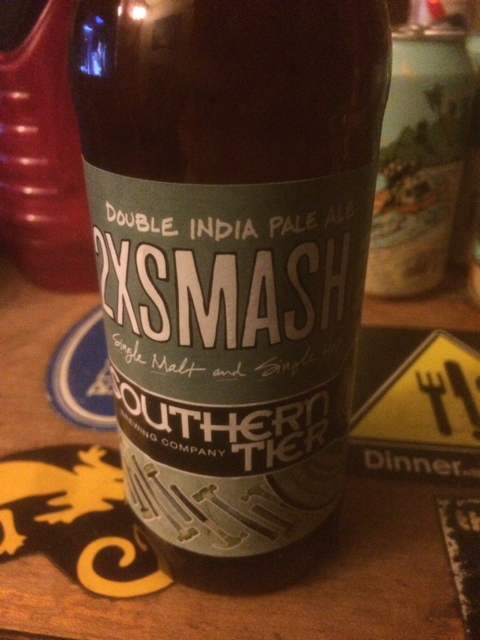 DOUBLE INDIA PALE ALE
2XSMASH
Single Malt and Single
SOUTHERN
BREWING COMPANY
TIER
Dinner